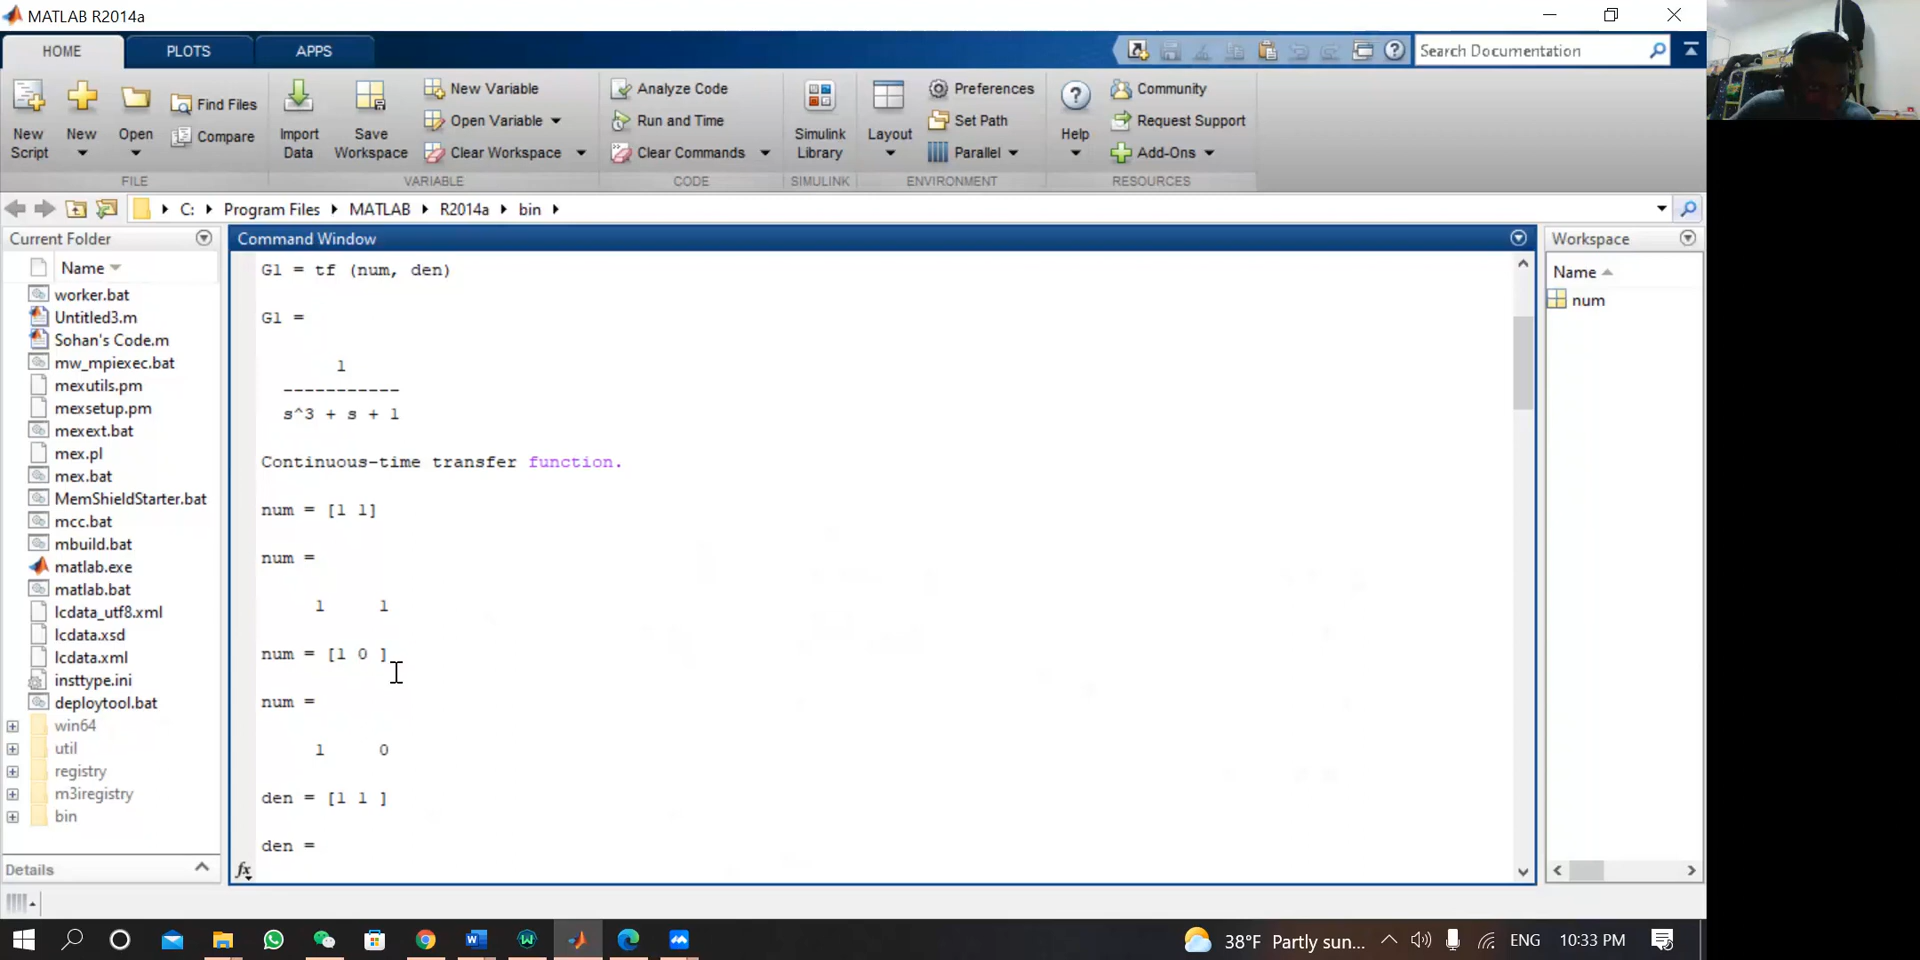 MATLAB R2014a
HOME PLOTS APPS
Search Documentation
New Script
New
Open
Find Files
Compare
Import Data
Save Workspace
New Variable
Open Variable
Clear Workspace
Analyze Code
Run and Time
Clear Commands
Simulink Library
Layout
Preferences
Set Path
Parallel
Help
Community
Request Support
Add-Ons
FILE VARIABLE CODE SIMULINK ENVIRONMENT RESOURCES
C: Program Files MATLAB R2014a bin
Current Folder
Name
worker.bat
Untitled3.m
Sohan's Code.m
mw_mpiexec.bat
mexutils.pm
mexsetup.pm
mexext.bat
mex.pl
mex.bat
MemShieldStarter.bat
mcc.bat
mbuild.bat
matlab.exe
matlab.bat
lcdata_utf8.xml
lcdata.xsd
lcdata.xml
insttype.ini
deploytool.bat
win64
util
registry
m3iregistry
bin
Details
Command Window
G1 = tf (num, den)
G1 =
1
-----------
s^3 + s + 1
Continuous-time transfer function.
num = [1 1]
num =
1 1
num = [1 0 ]
num =
1 0
den = [1 1 ]
den =
fx
Workspace
Name
num
38°F Partly sun... ENG 10:33 PM